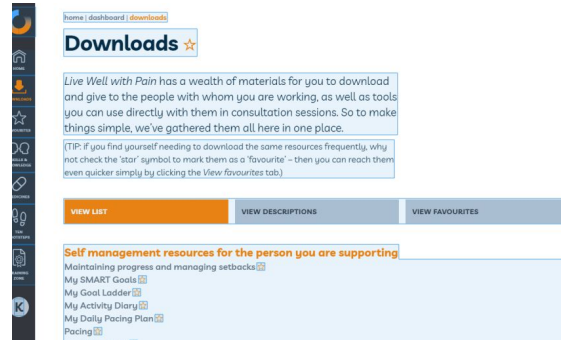 home | dashboard | downloads
Downloads
Live Well with Pain has a wealth of materials for you to download
and give to the people with whom you are working, as well as tools
you can use directly with them in consultation sessions. So to make
things simple, we've gathered them all here in one place.
(TIP: if you find yourself needing to download the same resources frequently, why
not check the 'star' symbol to mark them as a 'favourite' – then you can reach them
even quicker simply by clicking the View favourites tab.)
HOME
DOWNLOADS
FAVOURITES
SKILLS &
KNOWLEDGE
MEDICINES
TEN
FOOTSTEPS
TRAINING
ZONE
K
VIEW LIST VIEW DESCRIPTIONS VIEW FAVOURITES
Self management resources for the person you are supporting
Maintaining progress and managing setbacks
My SMART Goals
My Goal Ladder
My Activity Diary
My Daily Pacing Plan
Pacing